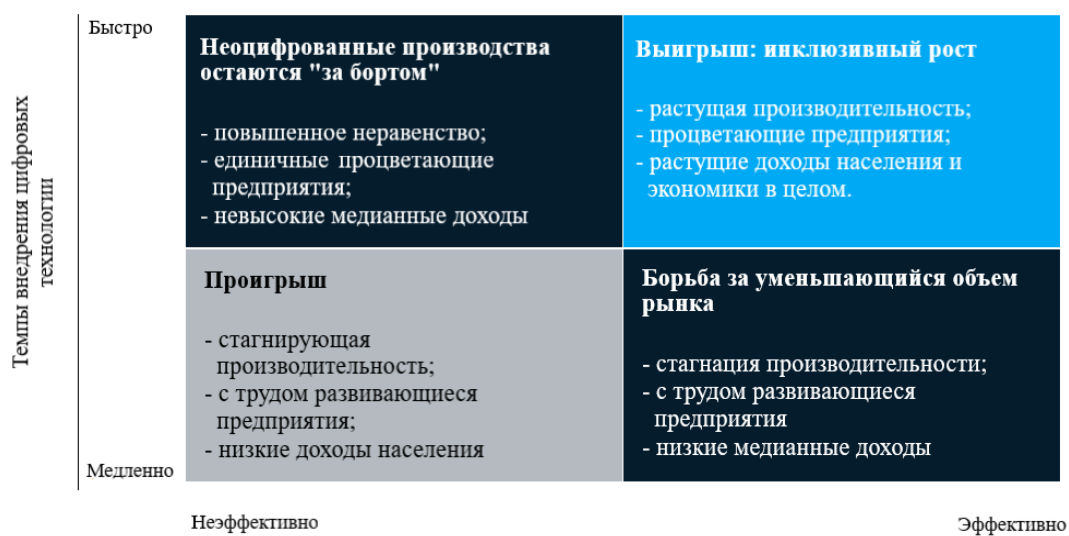 Темпы внедрения цифровых
технологии
Быстро
Неоцифрованные производства
остаются "за бортом"
- повышенное неравенство;
- единичные процветающие
предприятия;
- невысокие медианные доходы
Выигрыш: инклюзивный рост
- растущая производительность;
- процветающие предприятия;
- растущие доходы населения и
экономики в целом.
Проигрыш
- стагнирующая
производительность;
- с трудом развивающиеся
предприятия;
- низкие доходы населения
Борьба за уменьшающийся объем
рынка
- стагнация производительности;
- с трудом развивающиеся
предприятия
- низкие медианные доходы
Медленно
Неэффективно
Эффективно